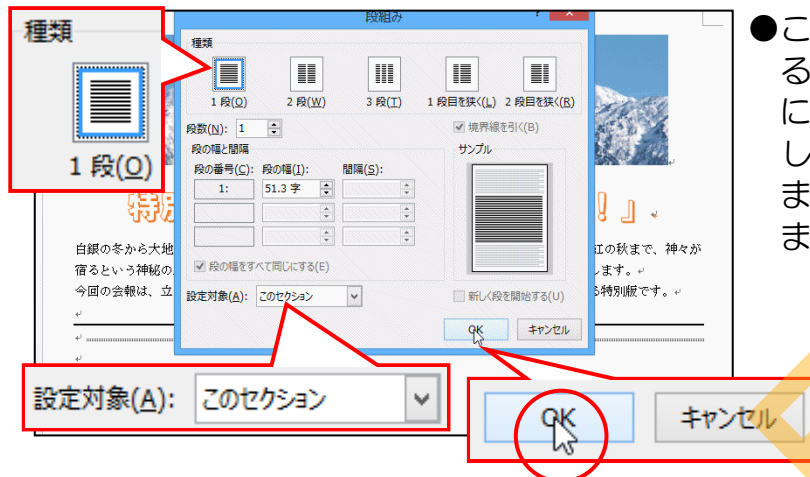 種類
1 段(O)
段組み
?
種類
1 段(O)
2 段(W)
3 段(T)
1 段目を狭く(L)
2 段目を狭く(R)
段数(N): 1
境界線を引く(B)
段の幅と間隔
サンプル
段の番号(C): 段の幅(I): 間隔(S):
1: 51.3 字
段の幅をすべて同じにする(E)
設定対象(A): このセクション
新しく段を開始する(U)
OK
キャンセル
特別
！』
白銀の冬から大地
紅の秋まで、神々が
宿るという神秘の
します。
今回の会報は、立
る特別版です。
設定対象(A): このセクション
OK
キャンセル
●こ
る
に
し
ま
ま